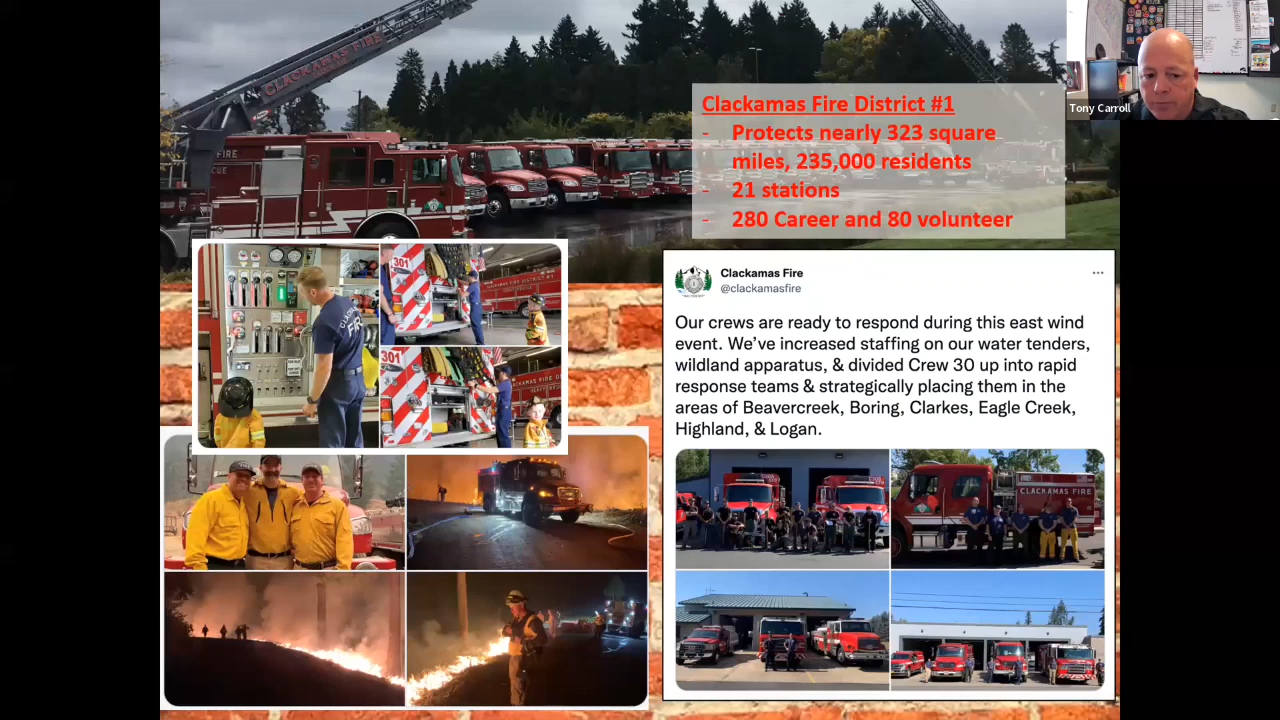 CLACKAMAS FIRE
Clackamas Fire District #1
- Protects nearly 323 square
miles, 235,000 residents
- 21 stations
- 280 Career and 80 volunteer
Tony Carroll
FIRE
301
301
Clackamas Fire
@clackamasfire
Our crews are ready to respond during this east wind
event. We've increased staffing on our water tenders,
wildland apparatus, & divided Crew 30 up into rapid
response teams & strategically placing them in the
areas of Beavercreek, Boring, Clarkes, Eagle Creek,
Highland, & Logan.
CLACKAMAS FIRE